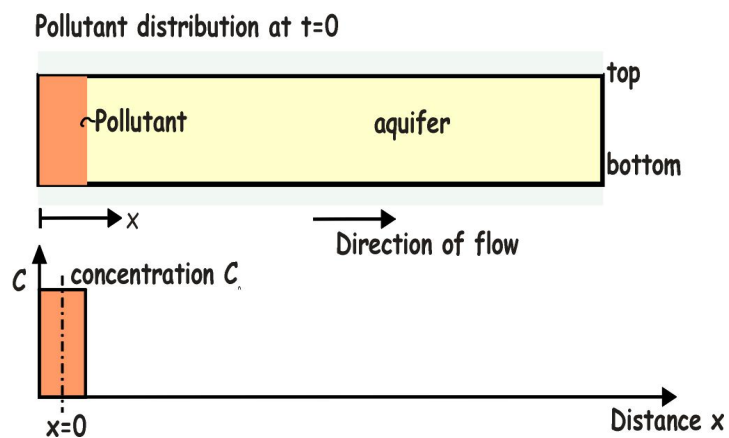 Pollutant distribution at t=0
top
Pollutant
aquifer
bottom
x
Direction of flow
C
concentration C
x=0
Distance x